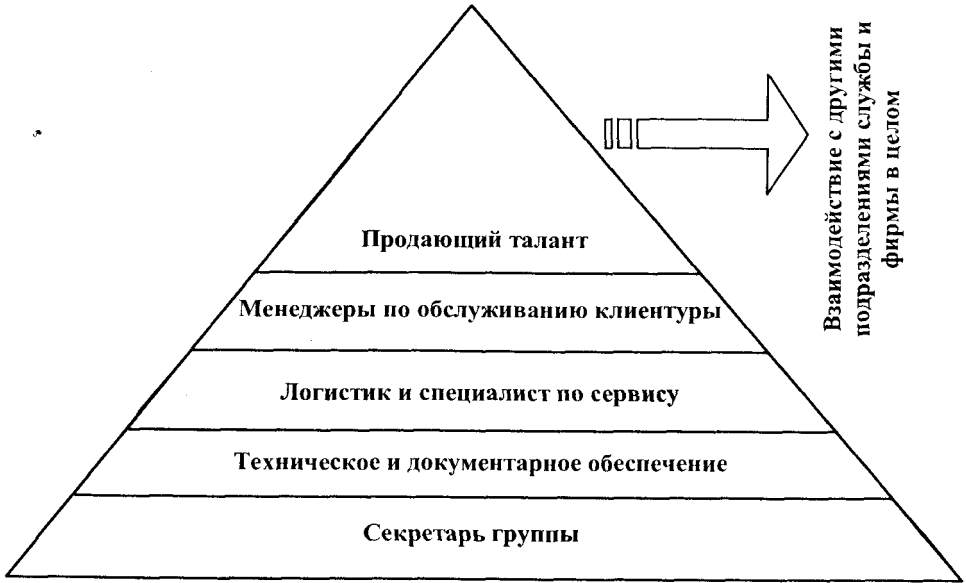 Продающий талант
Менеджеры по обслуживанию клиентуры
Логистик и специалист по сервису
Техническое и документарное обеспечение
Секретарь группы
Взаимодействие с другими
подразделениями службы и
фирмы в целом